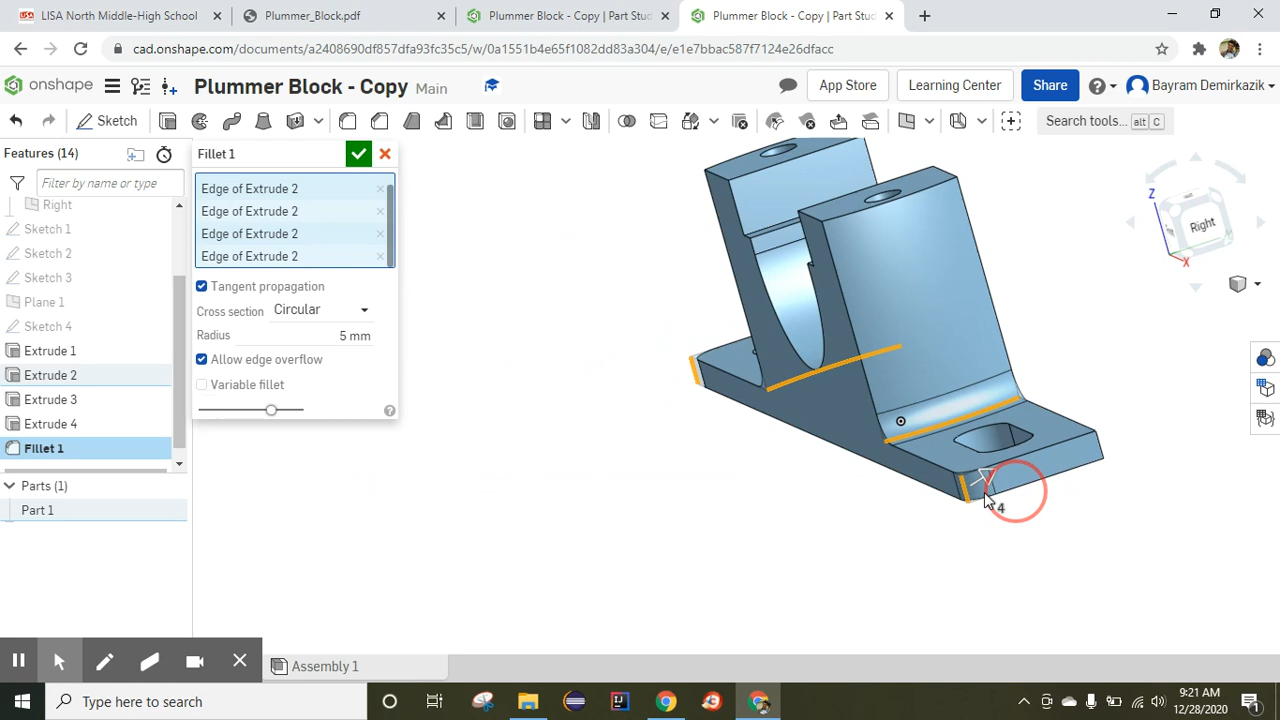 LISA North Middle-High School
Plummer_Block.pdf
Plummer Block - Copy | Part Stud
Plummer Block - Copy | Part Stud
cad.onshape.com/documents/a2408690df857dfa93fc35c5/w/0a1551b4e65f1082dd83a304/e/e1e7bbac587f7124e26dfacc
onshape
Plummer Block - Copy Main
App Store
Learning Center
Share
Bayram Demirkazik
Sketch
Search tools... alt C
Features (14)
Filter by name or type
Right
Sketch 1
Sketch 2
Sketch 3
Plane 1
Sketch 4
Extrude 1
Extrude 2
Extrude 3
Extrude 4
Fillet 1
Parts (1)
Part 1
Fillet 1
Edge of Extrude 2
Edge of Extrude 2
Edge of Extrude 2
Edge of Extrude 2
Tangent propagation
Cross section Circular
Radius 5 mm
Allow edge overflow
Variable fillet
Z
Right
X
4
Assembly 1
Type here to search
9:21 AM
12/28/2020
1